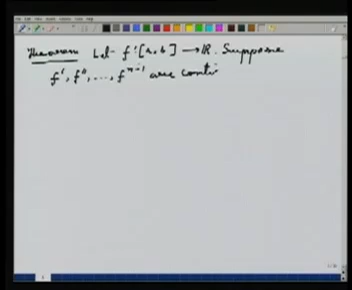 Theorem Let f : [a, b] → ℝ. Suppose
f', f'', ..., f^{n-1} are conti